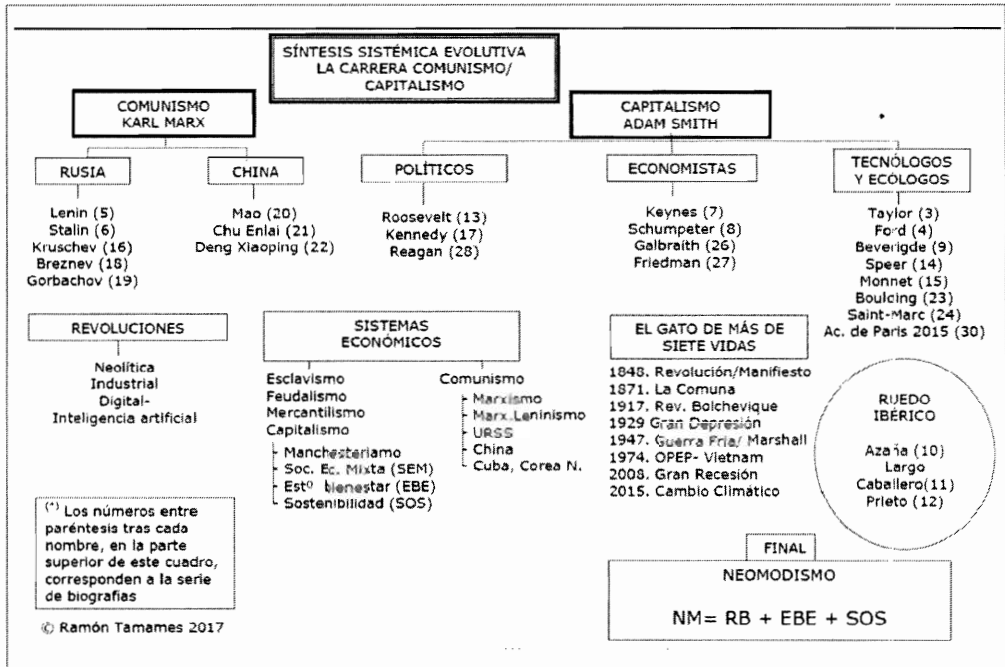 SÍNTESIS SISTÉMICA EVOLUTIVA
LA CARRERA COMUNISMO/
CAPITALISMO
COMUNISMO
KARL MARX
CAPITALISMO
ADAM SMITH
RUSIA
Lenin (5)
Stalin (6)
Kruschev (16)
Breznev (18)
Gorbachov (19)
CHINA
Mao (20)
Chu Enlai (21)
Deng Xiaoping (22)
POLÍTICOS
Roosevelt (13)
Kennedy (17)
Reagan (28)
ECONOMISTAS
Keynes (7)
Schumpeter (8)
Galbraith (26)
Friedman (27)
TECNÓLOGOS
Y ECÓLOGOS
Taylor (3)
Ford (4)
Beverigde (9)
Speer (14)
Monnet (15)
Boulding (23)
Saint-Marc (24)
Ac. de Paris 2015 (30)
REVOLUCIONES
Neolítica
Industrial
Digital-
Inteligencia artificial
SISTEMAS
ECONÓMICOS
Esclavismo
Feudalismo
Mercantilismo
Capitalismo
Manchesteriamo
Soc. Ec. Mixta (SEM)
Estº bienestar (EBE)
Sostenibilidad (SOS)
Comunismo
Marxismo
Marx.Leninismo
URSS
China
Cuba, Corea N.
EL GATO DE MÁS DE
SIETE VIDAS
1848. Revolución/Manifiesto
1871. La Comuna
1917. Rev. Bolchevique
1929 Gran Depresión
1947. Guerra Fría/ Marshall
1974. OPEP- Vietnam
2008. Gran Recesión
2015. Cambio Climático
RUEDO
IBÉRICO
Azaña (10)
Largo
Caballero(11)
Prieto (12)
(*) Los números entre
paréntesis tras cada
nombre, en la parte
superior de este cuadro,
corresponden a la serie
de biografías
© Ramón Tamames 2017
FINAL
NEOMODISMO
NM= RB + EBE + SOS